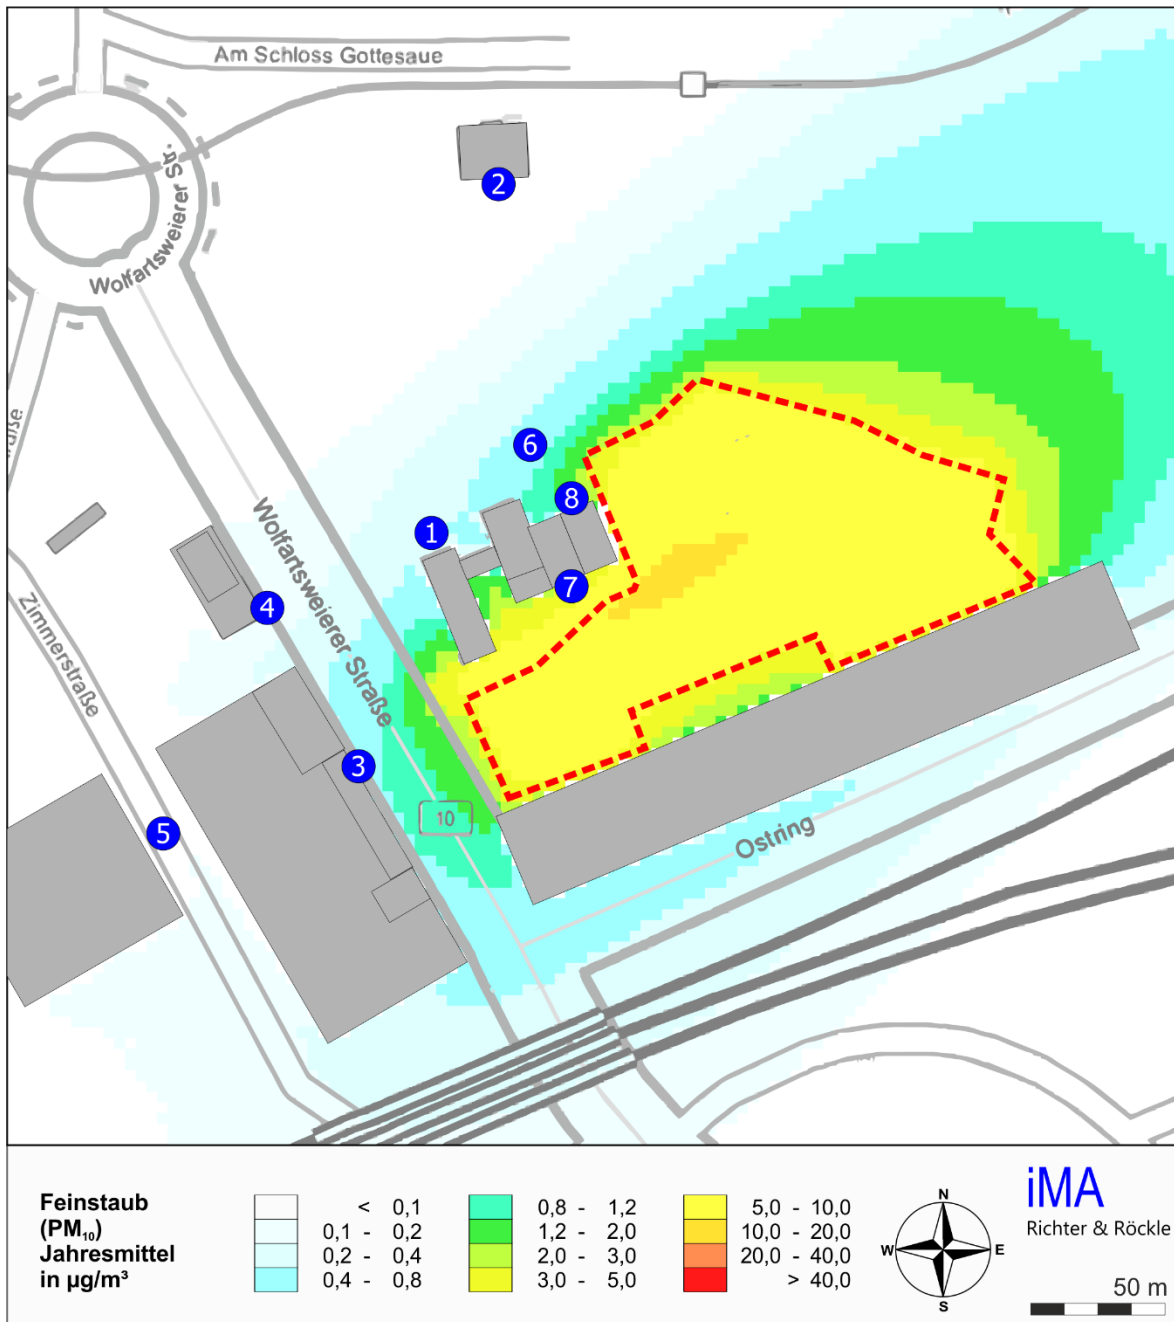 Am Schloss Gottesaue
Wolfartsweierer Str.
2
6
8
1
7
4
3
5
Wolfartsweierer Straße
Zimmerstraße
raße
10
Ostring
Feinstaub
(PM₁₀)
Jahresmittel
in µg/m³
< 0,1
0,1 - 0,2
0,2 - 0,4
0,4 - 0,8
0,8 - 1,2
1,2 - 2,0
2,0 - 3,0
3,0 - 5,0
5,0 - 10,0
10,0 - 20,0
20,0 - 40,0
> 40,0
N
W E
S
iMA
Richter & Röckle
50 m